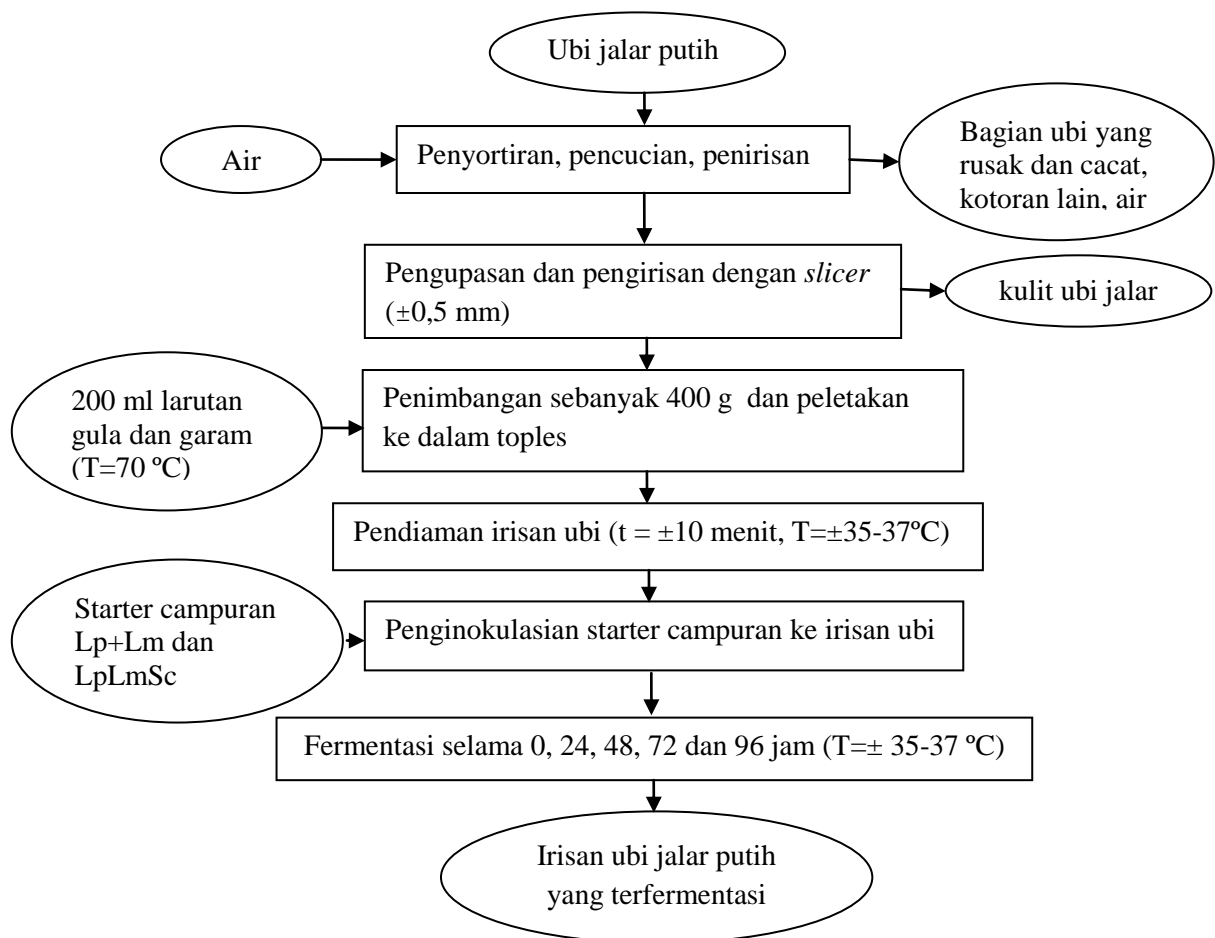 Ubi jalar putih
Air
Penyortiran, pencucian, penirisan
Bagian ubi yang
rusak dan cacat,
kotoran lain, air
Pengupasan dan pengirisan dengan slicer
(±0,5 mm)
kulit ubi jalar
200 ml larutan
gula dan garam
(T=70 ºC)
Penimbangan sebanyak 400 g dan peletakan
ke dalam toples
Pendiaman irisan ubi (t = ±10 menit, T=±35-37ºC)
Starter campuran
Lp+Lm dan
LpLmSc
Penginokulasian starter campuran ke irisan ubi
Fermentasi selama 0, 24, 48, 72 dan 96 jam (T=± 35-37 ºC)
Irisan ubi jalar putih
yang terfermentasi